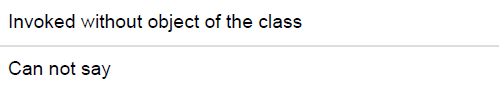 Invoked without object of the class
Can not say